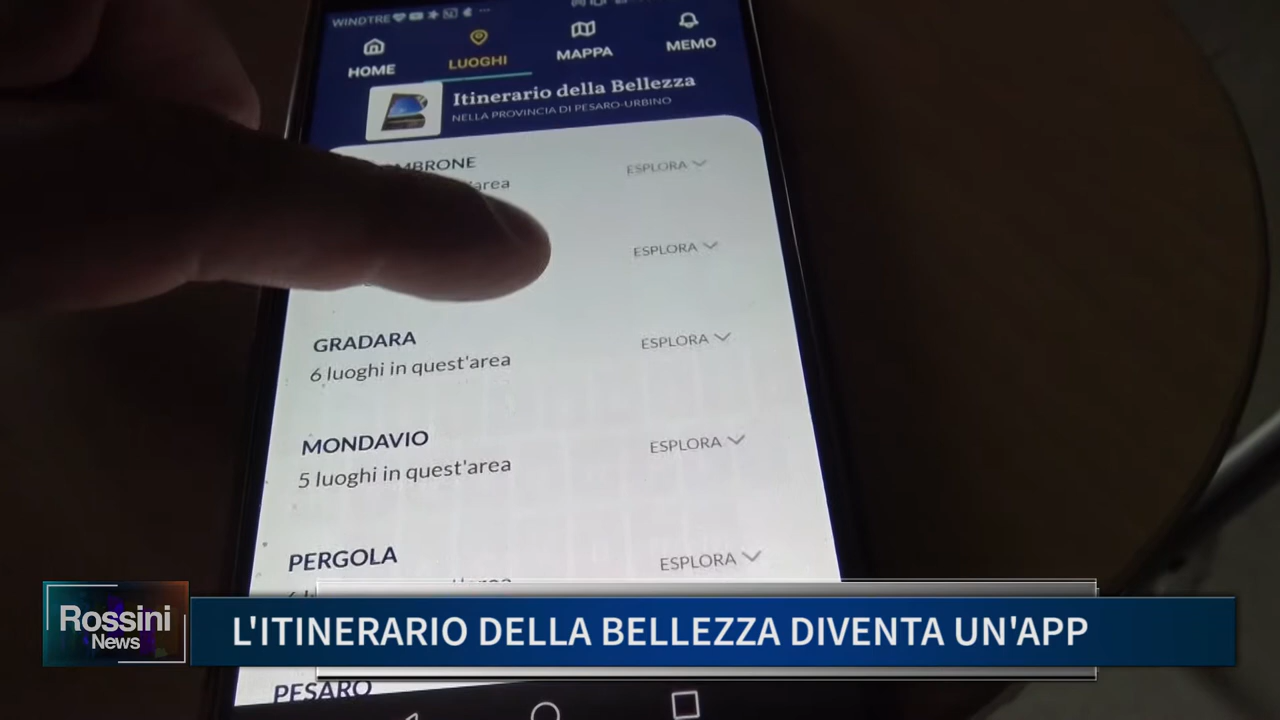 WINDTRE
HOME
LUOGHI
MAPPA
MEMO
Itinerario della Bellezza
NELLA PROVINCIA DI PESARO-URBINO
ESPLORA
ESPLORA
GRADARA
6 luoghi in quest'area
ESPLORA
MONDAVIO
5 luoghi in quest'area
ESPLORA
PERGOLA
ESPLORA
Rossini
News
L'ITINERARIO DELLA BELLEZZA DIVENTA UN'APP
PESARO